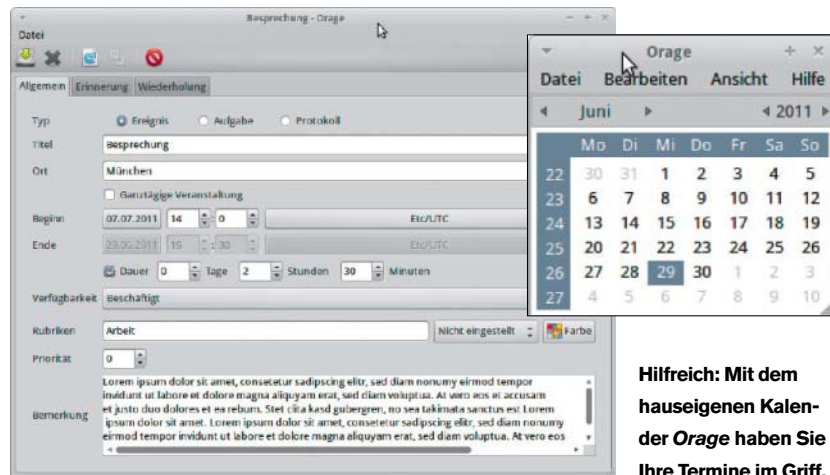 Besprechung - Orage
Datei
Allgemein Erinnerung Wiederholung
Typ Ereignis Aufgabe Protokoll
Titel Besprechung
Ort München
Ganztägige Veranstaltung
Beginn 07.07.2011 14 : 0 Etc/UTC
Ende 29.06.2011 15 : 30 Etc/UTC
Dauer 0 Tage 2 Stunden 30 Minuten
Verfügbarkeit Beschäftigt
Rubriken Arbeit Nicht eingestellt Farbe
Priorität 0
Bemerkung
Lorem ipsum dolor sit amet, consetetur sadipscing elitr, sed diam nonumy eirmod tempor
invidunt ut labore et dolore magna aliquyam erat, sed diam voluptua. At vero eos et accusam
et justo duo dolores et ea rebum. Stet clita kasd gubergren, no sea takimata sanctus est Lorem
ipsum dolor sit amet. Lorem ipsum dolor sit amet, consetetur sadipscing elitr, sed diam nonumy
eirmod tempor invidunt ut labore et dolore magna aliquyam erat, sed diam voluptua. At vero eos
Orage
Datei Bearbeiten Ansicht Hilfe
Juni 2011
Mo Di Mi Do Fr Sa So
22 30 31 1 2 3 4 5
23 6 7 8 9 10 11 12
24 13 14 15 16 17 18 19
25 20 21 22 23 24 25 26
26 27 28 29 30 1 2 3
27 4 5 6 7 8 9 10
Hilfreich: Mit dem
hauseigenen Kalen-
der Orage haben Sie
Ihre Termine im Griff.